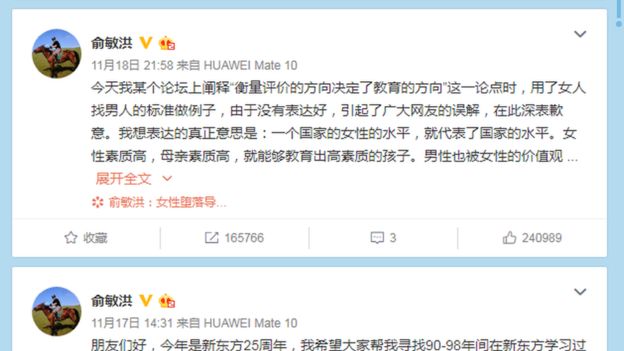 俞敏洪
11月18日 21:58 来自 HUAWEI Mate 10
今天我某个论坛上阐释“衡量评价的方向决定了教育的方向”这一论点时，用了女人
找男人的标准做例子，由于没有表达好，引起了广大网友的误解，在此深表歉
意。我想表达的真正意思是：一个国家的女性的水平，就代表了国家的水平。女
性素质高，母亲素质高，就能够教育出高素质的孩子。男性也被女性的价值观 ...
展开全文
俞敏洪：女性堕落导...
收藏
165766
3
240989
俞敏洪
11月17日 14:31 来自 HUAWEI Mate 10
朋友们好，今年是新东方25周年，我希望大家帮我寻找90-98年间在新东方学习过